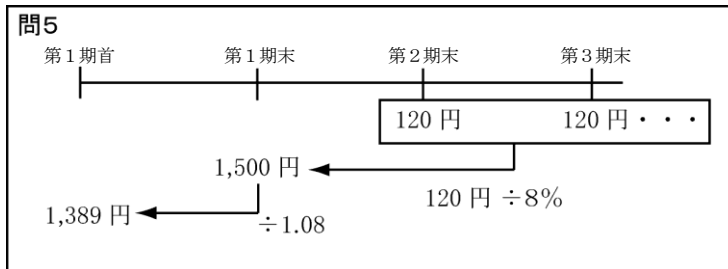 問5
第1期首 第1期末 第2期末 第3期末
120 円 120 円・・・
1,500 円
120 円 ÷8%
1,389 円
÷1.08